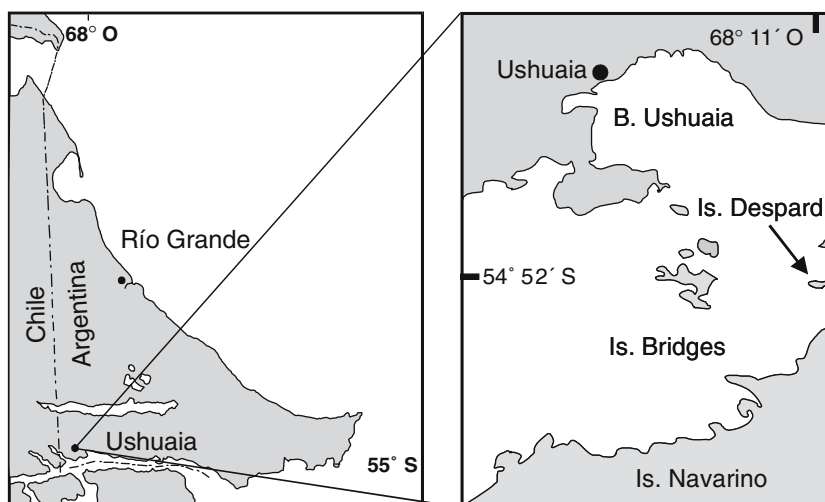 68° O
Río Grande
Chile
Argentina
Ushuaia
55° S
68° 11´ O
Ushuaia
B. Ushuaia
Is. Despard
54° 52´ S
Is. Bridges
Is. Navarino